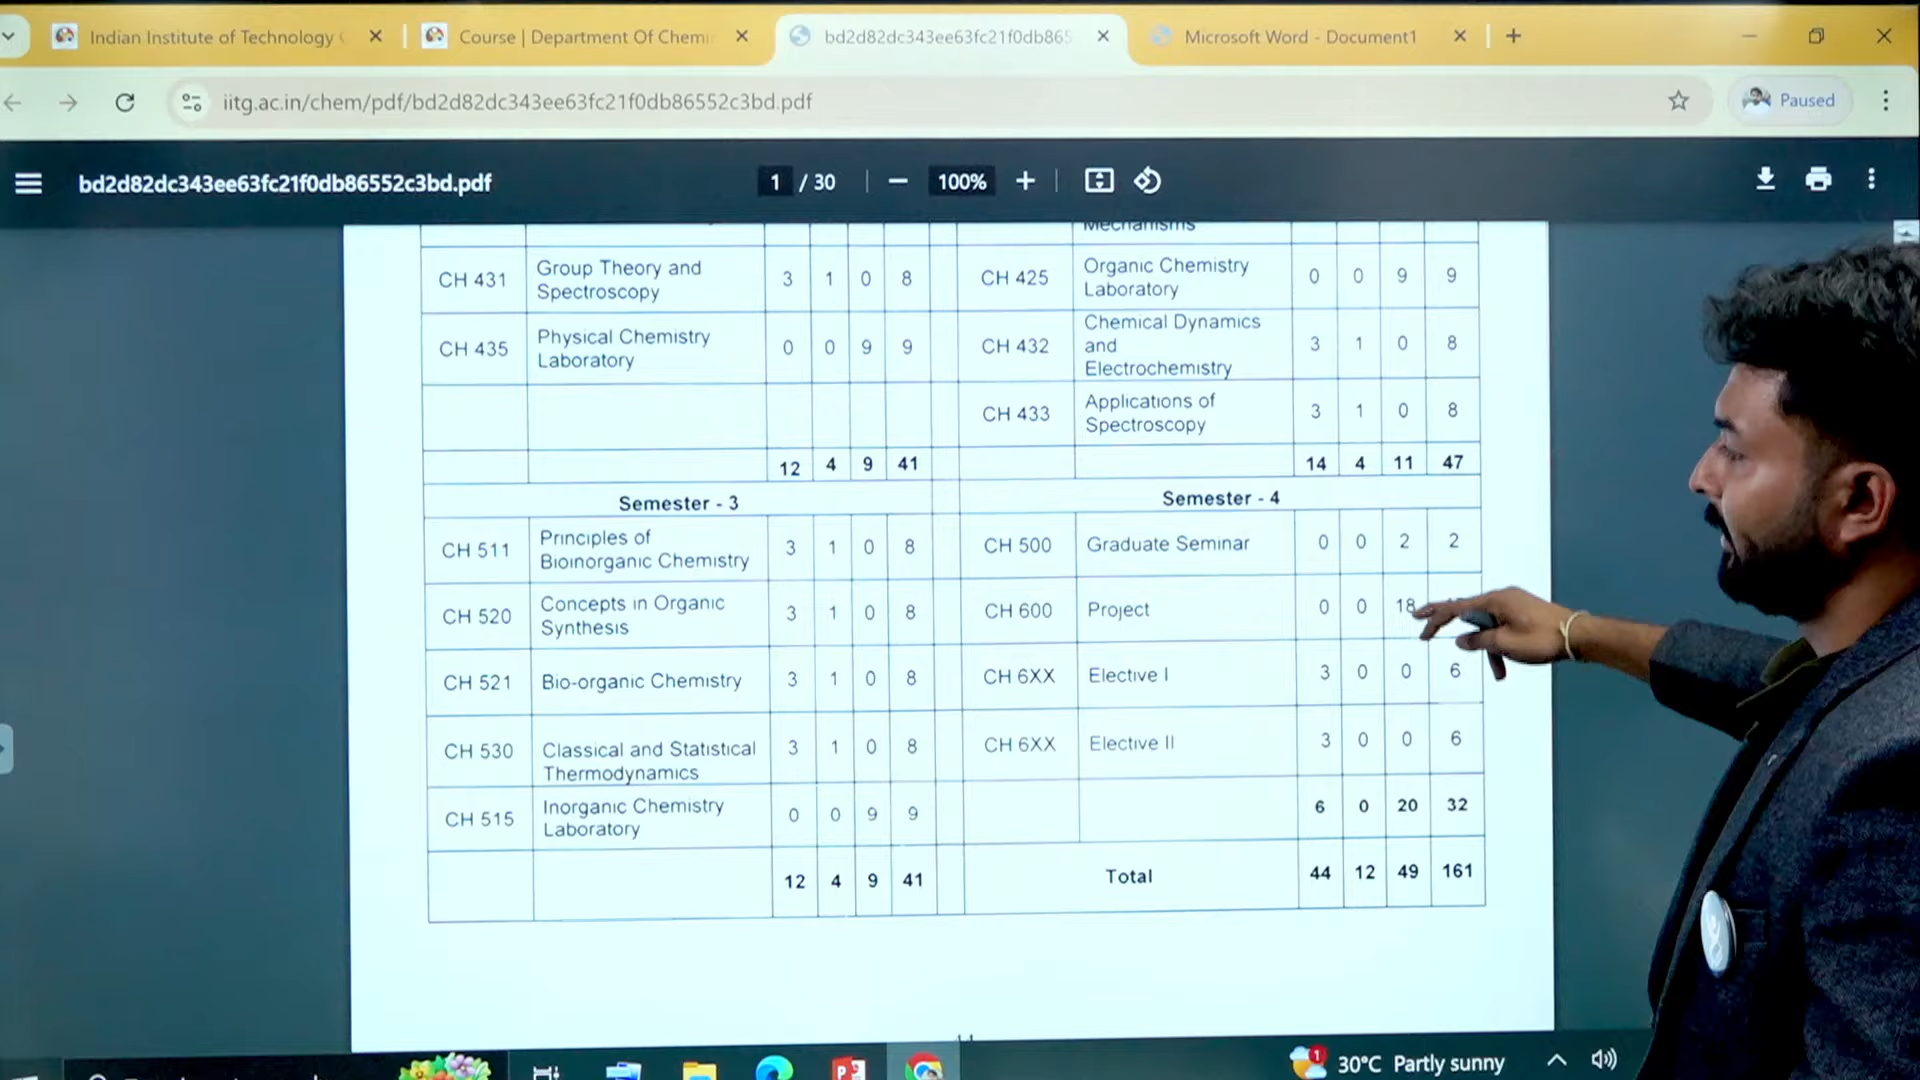 Indian Institute of Technology
Course | Department Of Chemi
bd2d82dc343ee63fc21f0db865
Microsoft Word - Document1
iitg.ac.in/chem/pdf/bd2d82dc343ee63fc21f0db86552c3bd.pdf
Paused
bd2d82dc343ee63fc21f0db86552c3bd.pdf
1 / 30
100%
Mechanisms
CH 431 Group Theory and Spectroscopy 3 1 0 8
CH 425 Organic Chemistry Laboratory 0 0 9 9
CH 435 Physical Chemistry Laboratory 0 0 9 9
CH 432 Chemical Dynamics and Electrochemistry 3 1 0 8
CH 433 Applications of Spectroscopy 3 1 0 8
12 4 9 41
14 4 11 47
Semester - 3
Semester - 4
CH 511 Principles of Bioinorganic Chemistry 3 1 0 8
CH 500 Graduate Seminar 0 0 2 2
CH 520 Concepts in Organic Synthesis 3 1 0 8
CH 600 Project 0 0 18
CH 521 Bio-organic Chemistry 3 1 0 8
CH 6XX Elective I 3 0 0 6
CH 530 Classical and Statistical Thermodynamics 3 1 0 8
CH 6XX Elective II 3 0 0 6
CH 515 Inorganic Chemistry Laboratory 0 0 9 9
6 0 20 32
12 4 9 41
Total 44 12 49 161
1
30°C Partly sunny